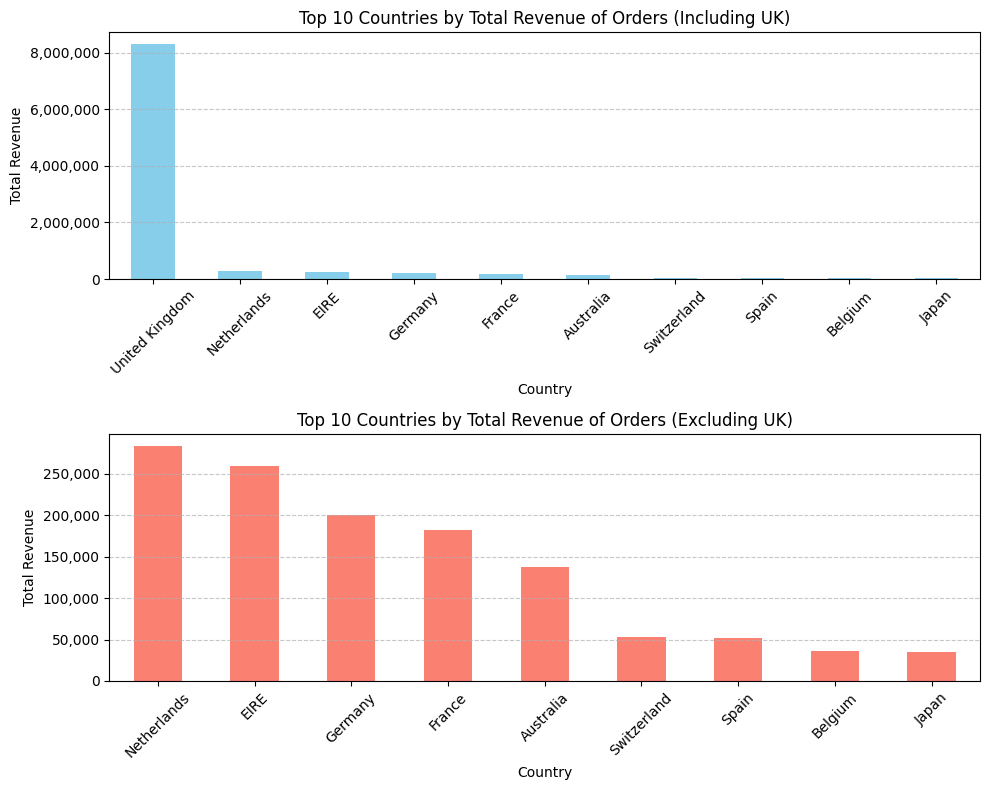 Top 10 Countries by Total Revenue of Orders (Including UK)
Total Revenue
8,000,000
6,000,000
4,000,000
2,000,000
0
United Kingdom
Netherlands
EIRE
Germany
France
Australia
Switzerland
Spain
Belgium
Japan
Country
Top 10 Countries by Total Revenue of Orders (Excluding UK)
Total Revenue
250,000
200,000
150,000
100,000
50,000
0
Netherlands
EIRE
Germany
France
Australia
Switzerland
Spain
Belgium
Japan
Country